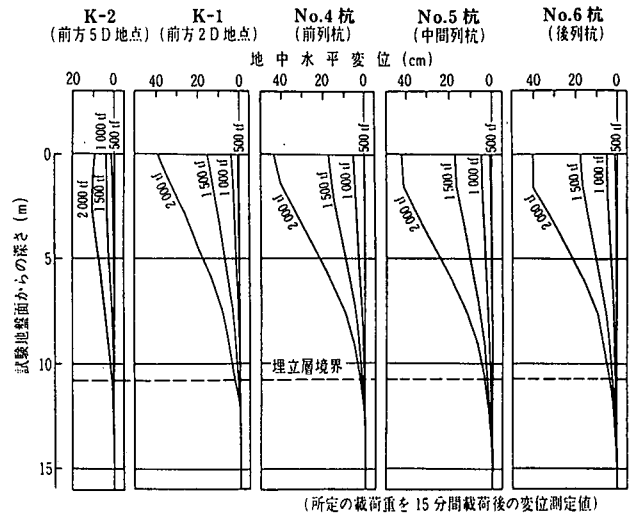 K-2 K-1 No.4 杭 No.5 杭 No.6 杭
(前方5D地点) (前方2D地点) (前列杭) (中間列杭) (後列杭)
地中水平変位 (cm)
20 0 40 20 0 40 20 0 40 20 0 40 20 0
試験地盤面からの深さ (m)
0
5
10
15
2 000 tf 1 500 tf 1 000 tf 500 tf
2 000 tf 1 500 tf 1 000 tf 500 tf
2 000 tf 1 500 tf 1 000 tf 500 tf
2 000 tf 1 500 tf 1 000 tf 500 tf
2 000 tf 1 500 tf 1 000 tf 500 tf
埋立層境界
(所定の載荷重を15分間載荷後の変位測定値)